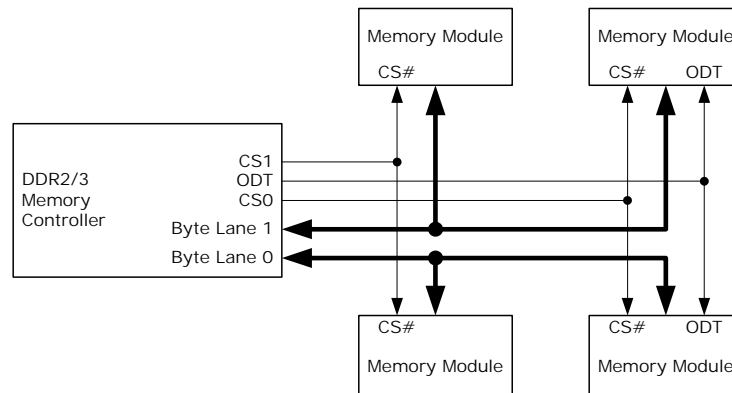 Memory Module
CS#
Memory Module
CS# ODT
DDR2/3
Memory
Controller
CS1
ODT
CS0
Byte Lane 1
Byte Lane 0
CS#
Memory Module
CS# ODT
Memory Module